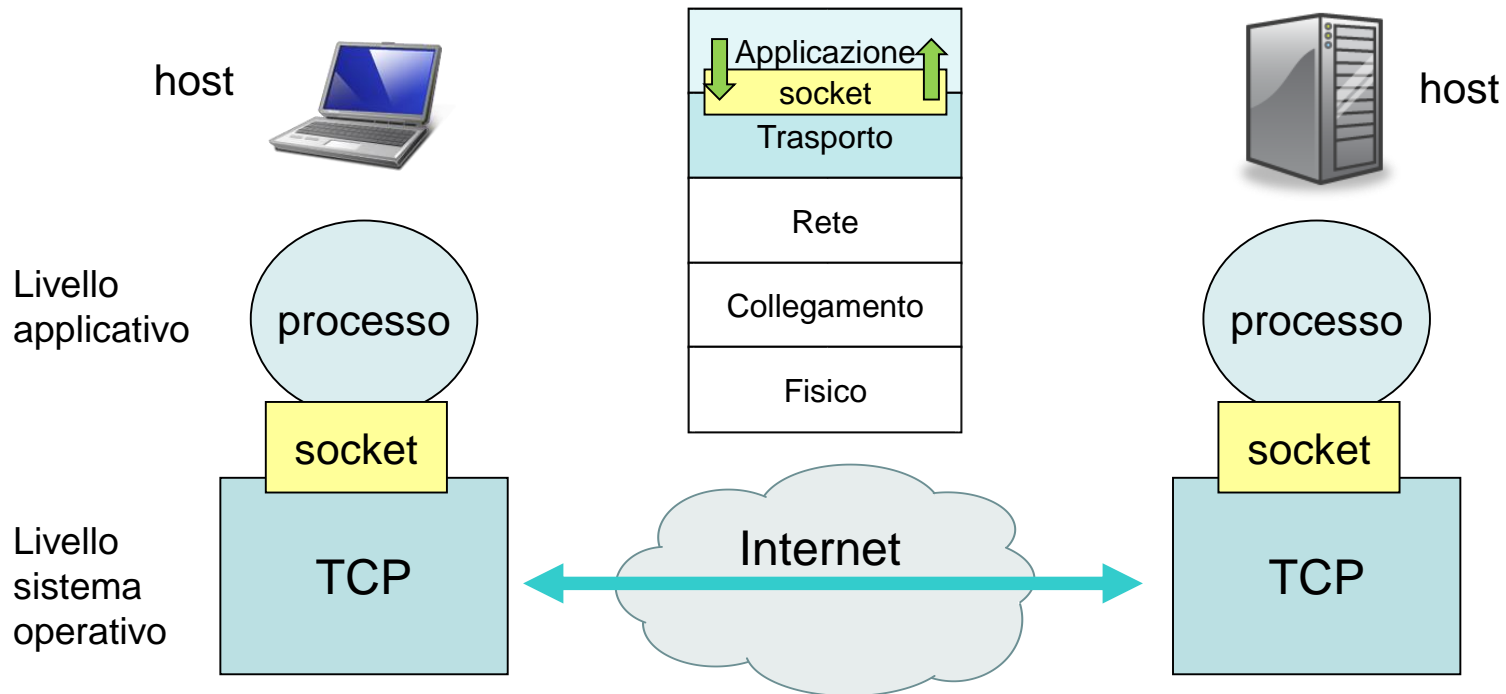 host
Applicazione
socket
Trasporto
Rete
Collegamento
Fisico
host
Livello
applicativo
processo
socket
processo
socket
Livello
sistema
operativo
TCP
Internet
TCP